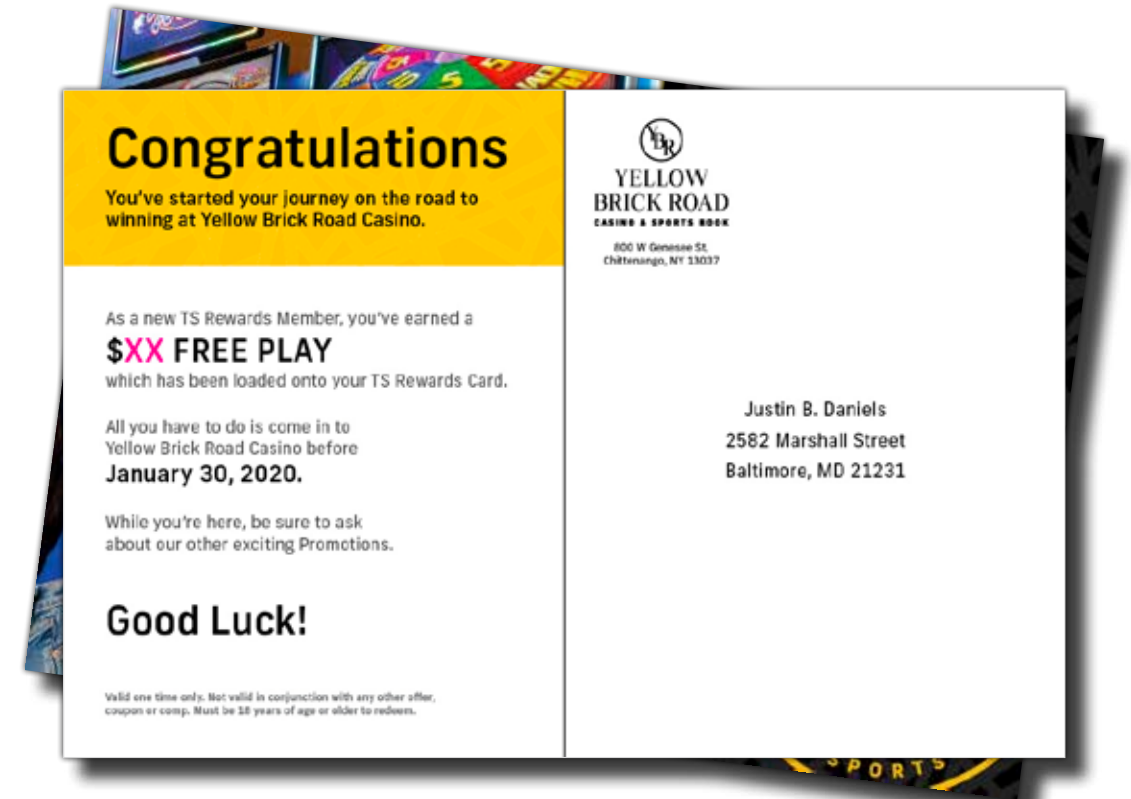 Congratulations
You've started your journey on the road to
winning at Yellow Brick Road Casino.
As a new TS Rewards Member, you've earned a
$XX FREE PLAY
which has been loaded onto your TS Rewards Card.
All you have to do is come in to
Yellow Brick Road Casino before
January 30, 2020.
While you're here, be sure to ask
about our other exciting Promotions.
Good Luck!
Valid one time only. Not valid in conjunction with any other offer,
coupon or comp. Must be 18 years of age or older to redeem.
YBR
YELLOW
BRICK ROAD
CASINO & SPORTS BOOK
800 W Genesee St,
Chittenango, NY 13037
Justin B. Daniels
2582 Marshall Street
Baltimore, MD 21231
5
10
5
5
SPORTS